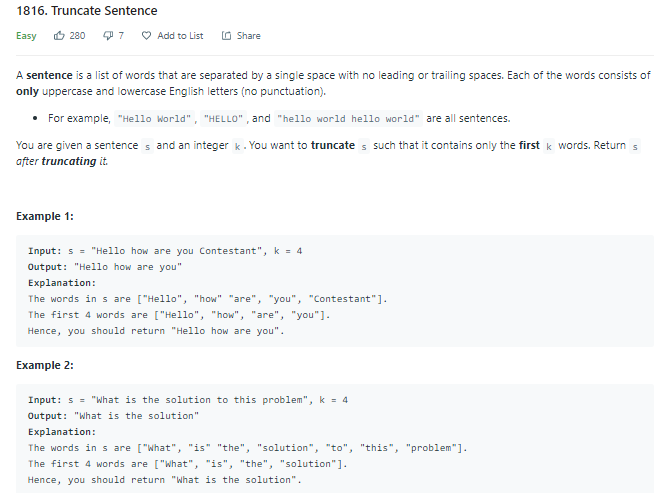 1816. Truncate Sentence
Easy 280 7 Add to List Share
A sentence is a list of words that are separated by a single space with no leading or trailing spaces. Each of the words consists of
only uppercase and lowercase English letters (no punctuation).
• For example, "Hello World", "HELLO", and "hello world hello world" are all sentences.
You are given a sentence s and an integer k. You want to truncate s such that it contains only the first k words. Return s
after truncating it.
Example 1:
Input: s = "Hello how are you Contestant", k = 4
Output: "Hello how are you"
Explanation:
The words in s are ["Hello", "how" "are", "you", "Contestant"].
The first 4 words are ["Hello", "how", "are", "you"].
Hence, you should return "Hello how are you".
Example 2:
Input: s = "What is the solution to this problem", k = 4
Output: "What is the solution"
Explanation:
The words in s are ["What", "is" "the", "solution", "to", "this", "problem"].
The first 4 words are ["What", "is", "the", "solution"].
Hence, you should return "What is the solution".